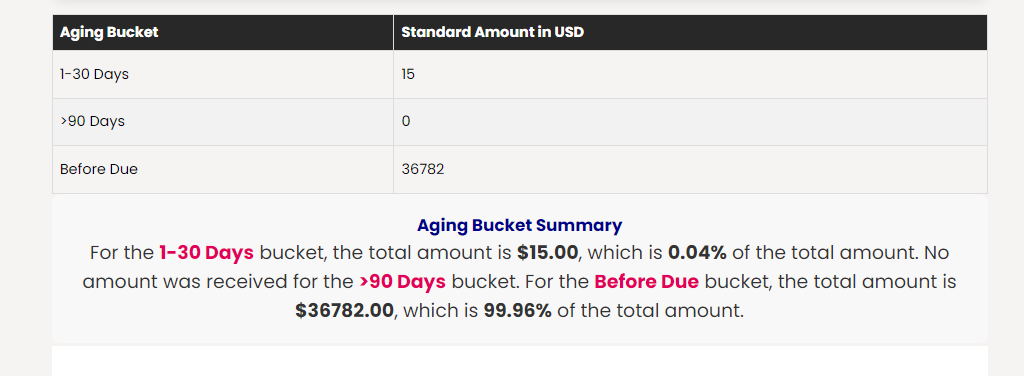 Aging Bucket Standard Amount in USD
1-30 Days 15
>90 Days 0
Before Due 36782
Aging Bucket Summary
For the 1-30 Days bucket, the total amount is $15.00, which is 0.04% of the total amount. No
amount was received for the >90 Days bucket. For the Before Due bucket, the total amount is
$36782.00, which is 99.96% of the total amount.